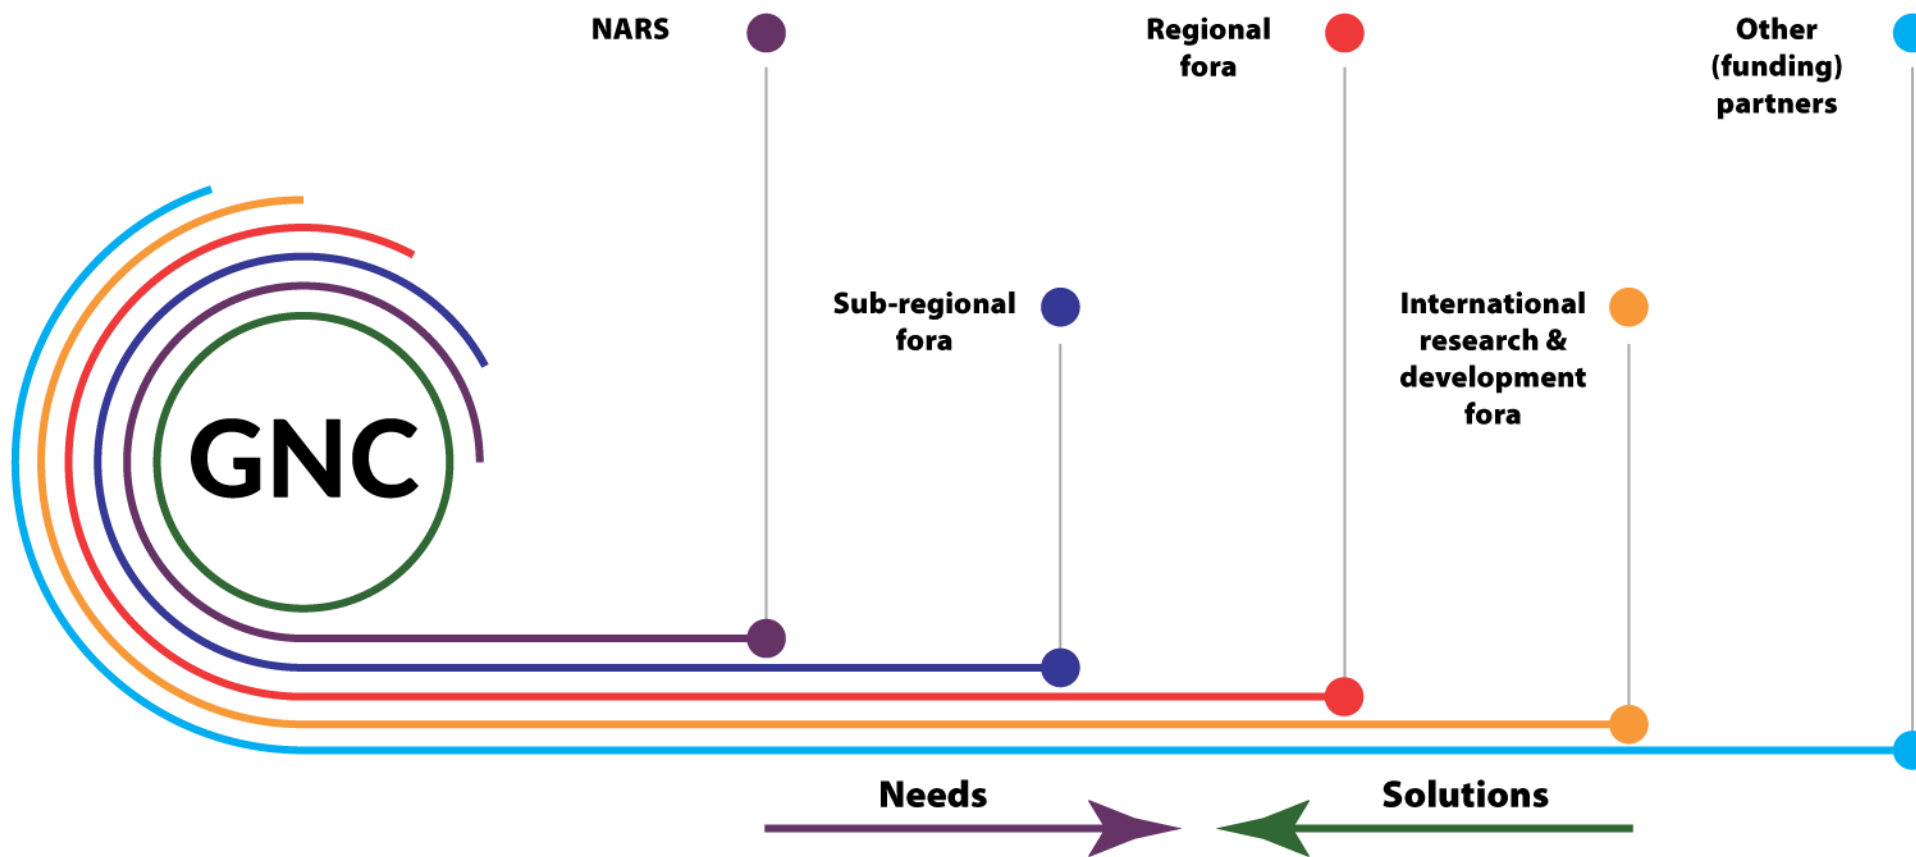 NARS
Regional
fora
Other
(funding)
partners
Sub-regional
fora
International
research &
development
fora
GNC
Needs
Solutions